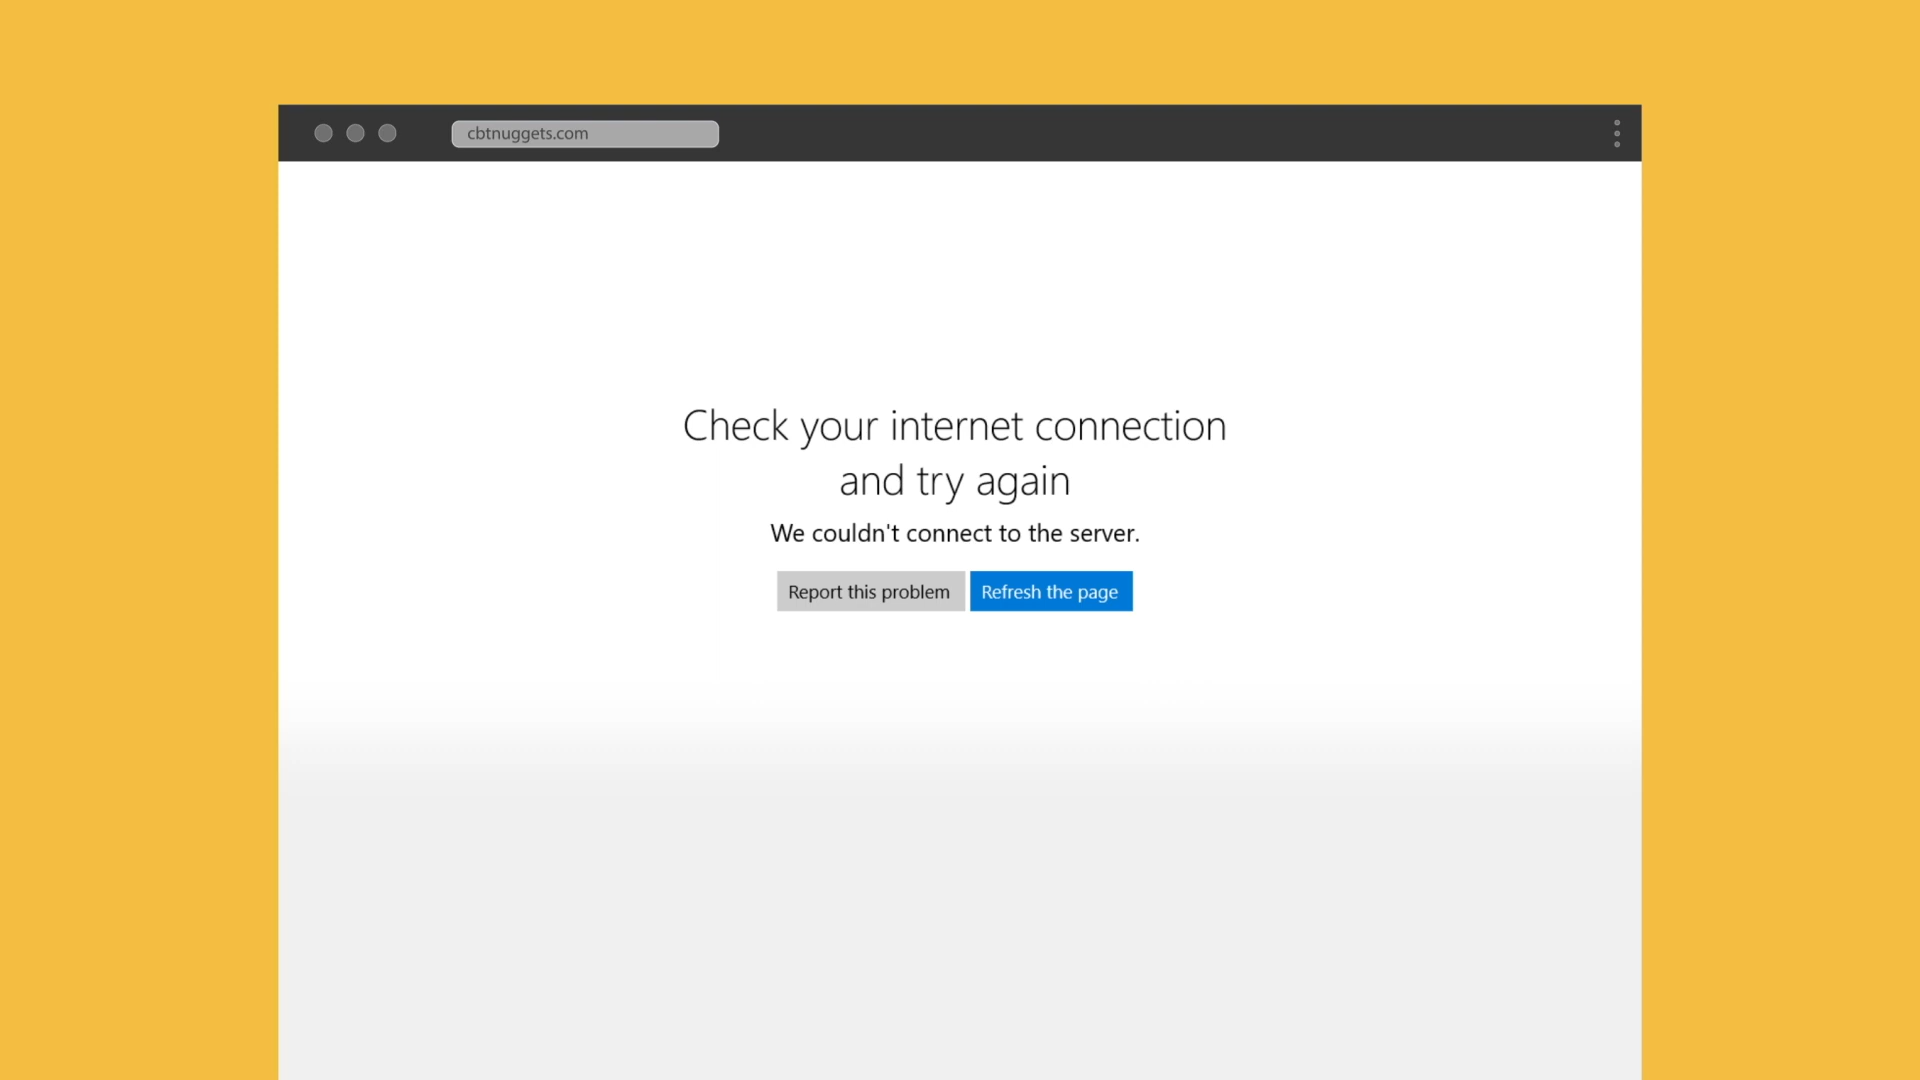 cbtnuggets.com
Check your internet connection
and try again
We couldn't connect to the server.
Report this problem
Refresh the page